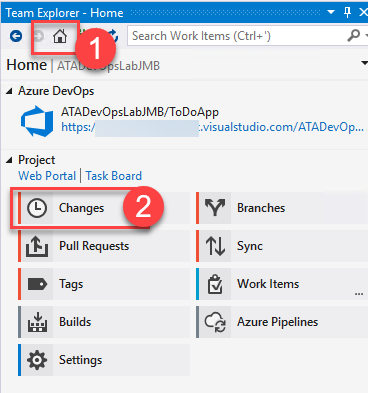 Team Explorer - Home
1
Search Work Items (Ctrl+')
Home | ATADevOpsLabJMB
Azure DevOps
ATADevOpsLabJMB/ToDoApp
https:/ .visualstudio.com/ATADevOp...
Project
Web Portal | Task Board
Changes 2 Branches
Pull Requests Sync
Tags Work Items ...
Builds Azure Pipelines
Settings